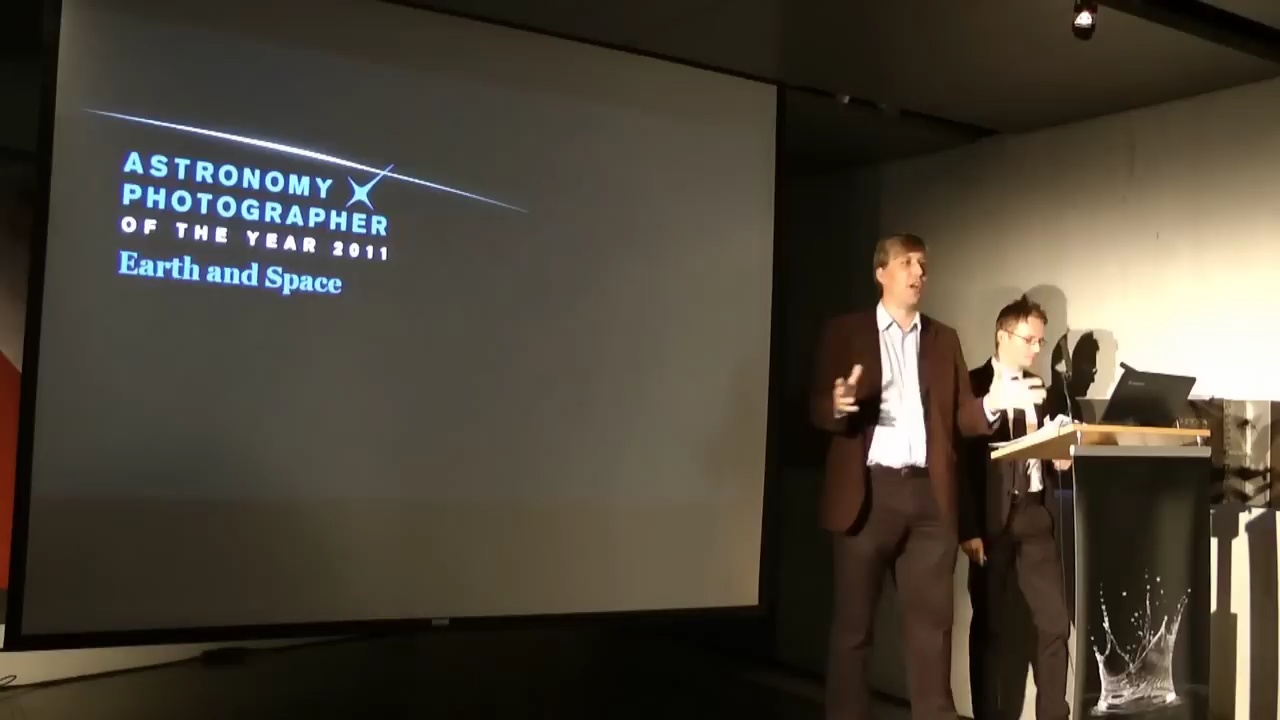 ASTRONOMY
PHOTOGRAPHER
OF THE YEAR 2011
Earth and Space